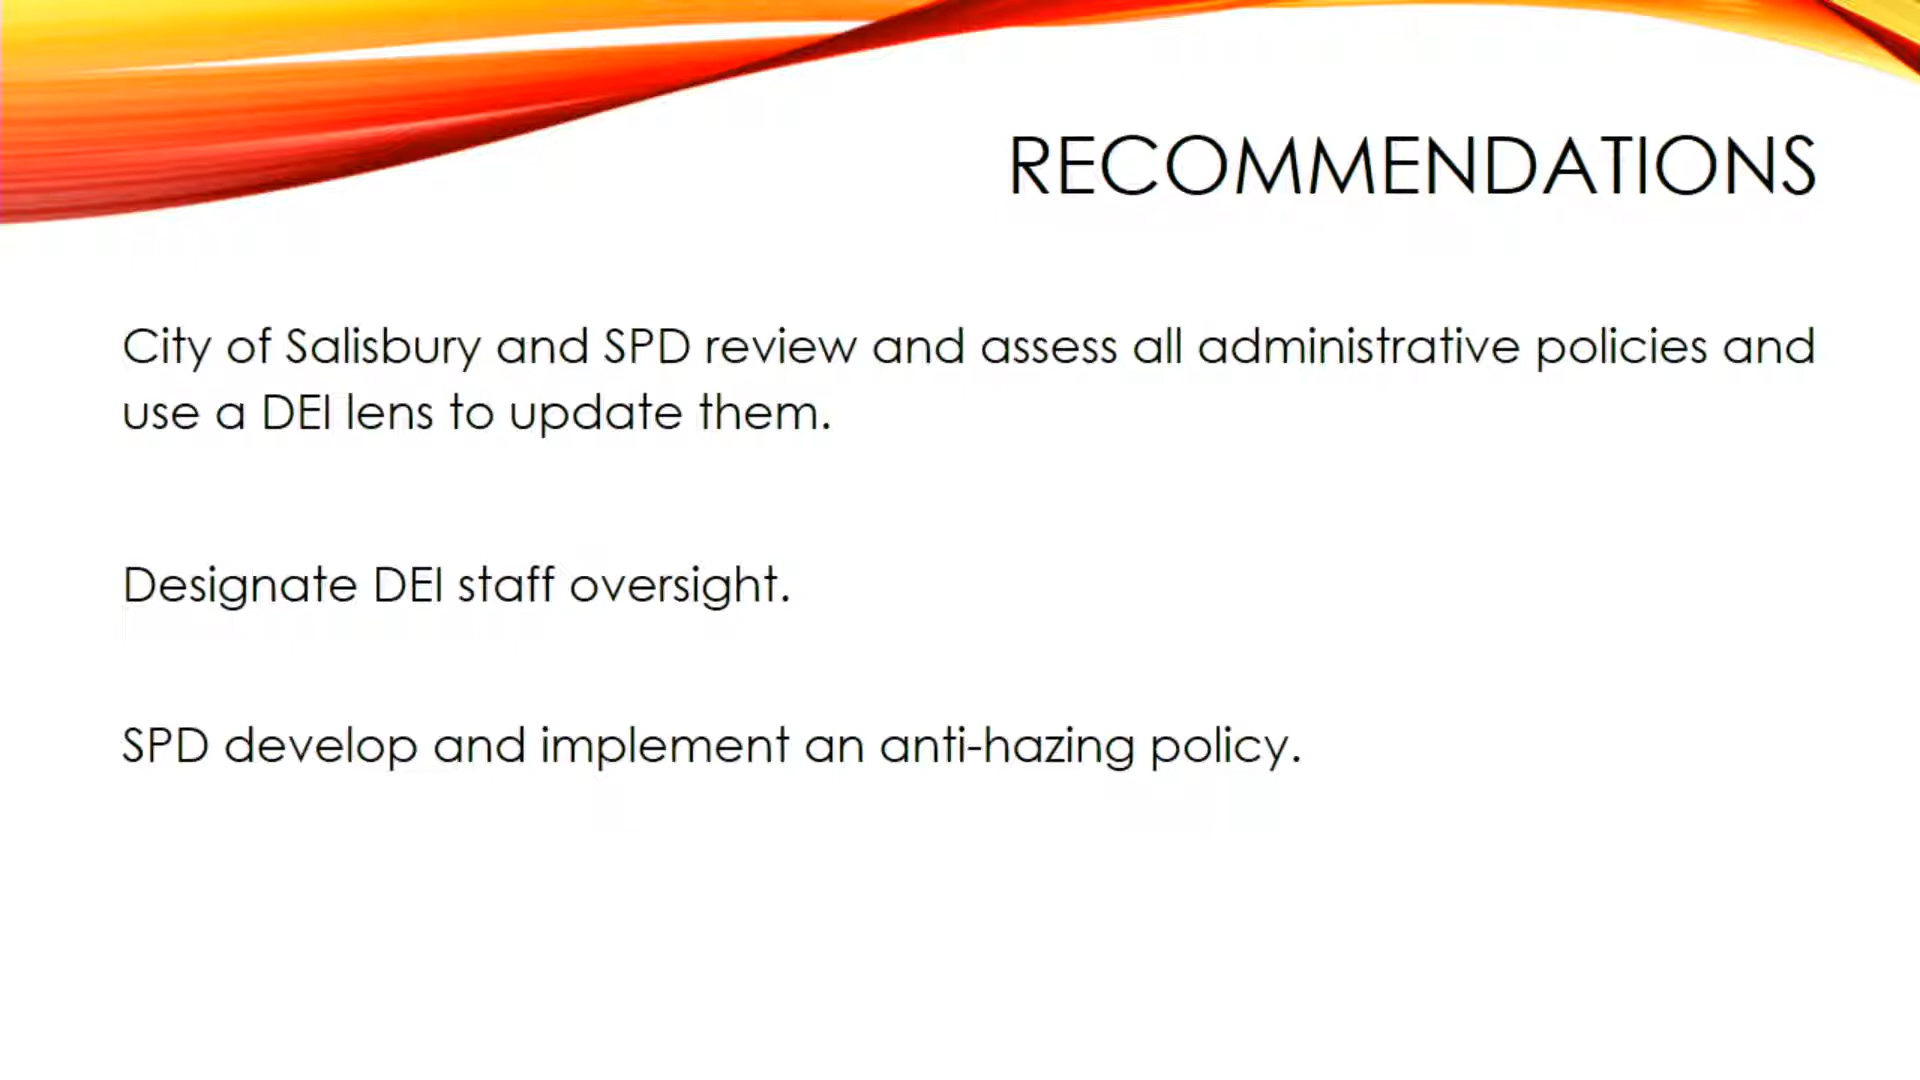 RECOMMENDATIONS
City of Salisbury and SPD review and assess all administrative policies and
use a DEI lens to update them.
Designate DEI staff oversight.
SPD develop and implement an anti-hazing policy.